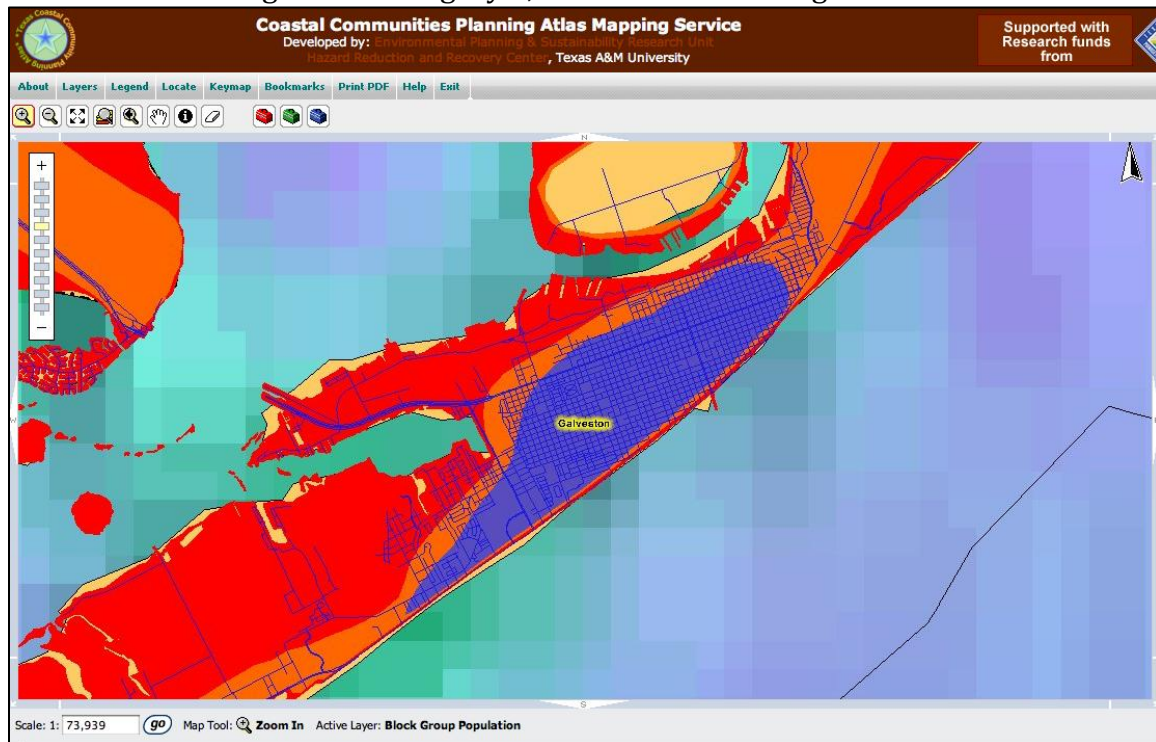 Coastal Communities Planning Atlas Mapping Service
Developed by: Environmental Planning & Sustainability Research Unit
Hazard Reduction and Recovery Center, Texas A&M University
Supported with
Research funds
from
About Layers Legend Locate Keymap Bookmarks Print PDF Help Exit
N
+
−
Galveston
S
Scale: 1: 73,939 go Map Tool: Zoom In Active Layer: Block Group Population